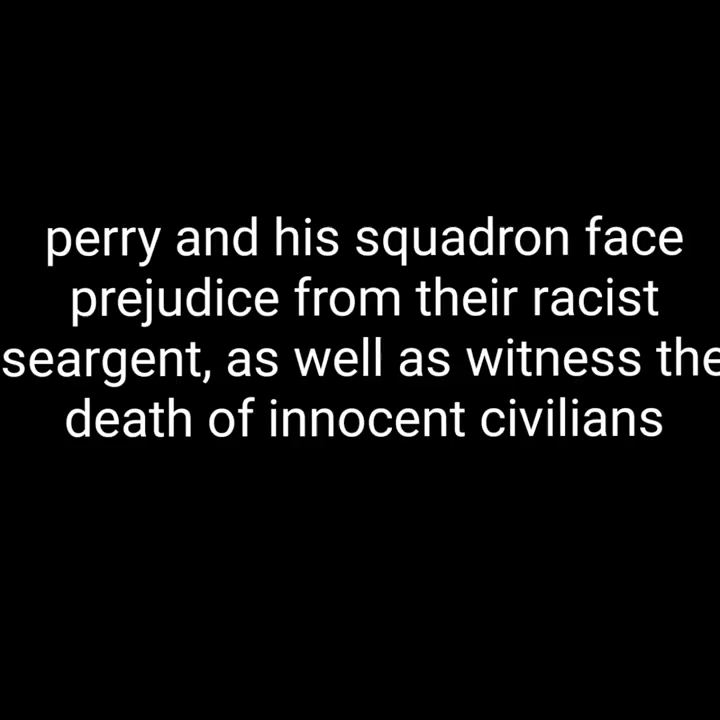 perry and his squadron face
prejudice from their racist
seargent, as well as witness the
death of innocent civilians